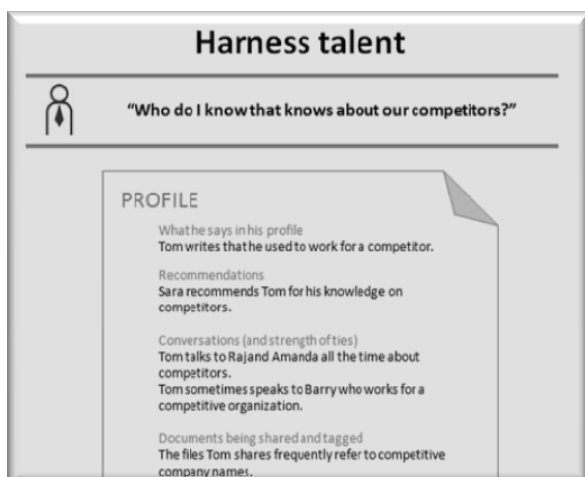 Harness talent
“Who do I know that knows about our competitors?”
PROFILE
What he says in his profile
Tom writes that he used to work for a competitor.
Recommendations
Sara recommends Tom for his knowledge on
competitors.
Conversations (and strength of ties)
Tom talks to Raj and Amanda all the time about
competitors.
Tom sometimes speaks to Barry who works for a
competitive organization.
Documents being shared and tagged
The files Tom shares frequently refer to competitive
company names.